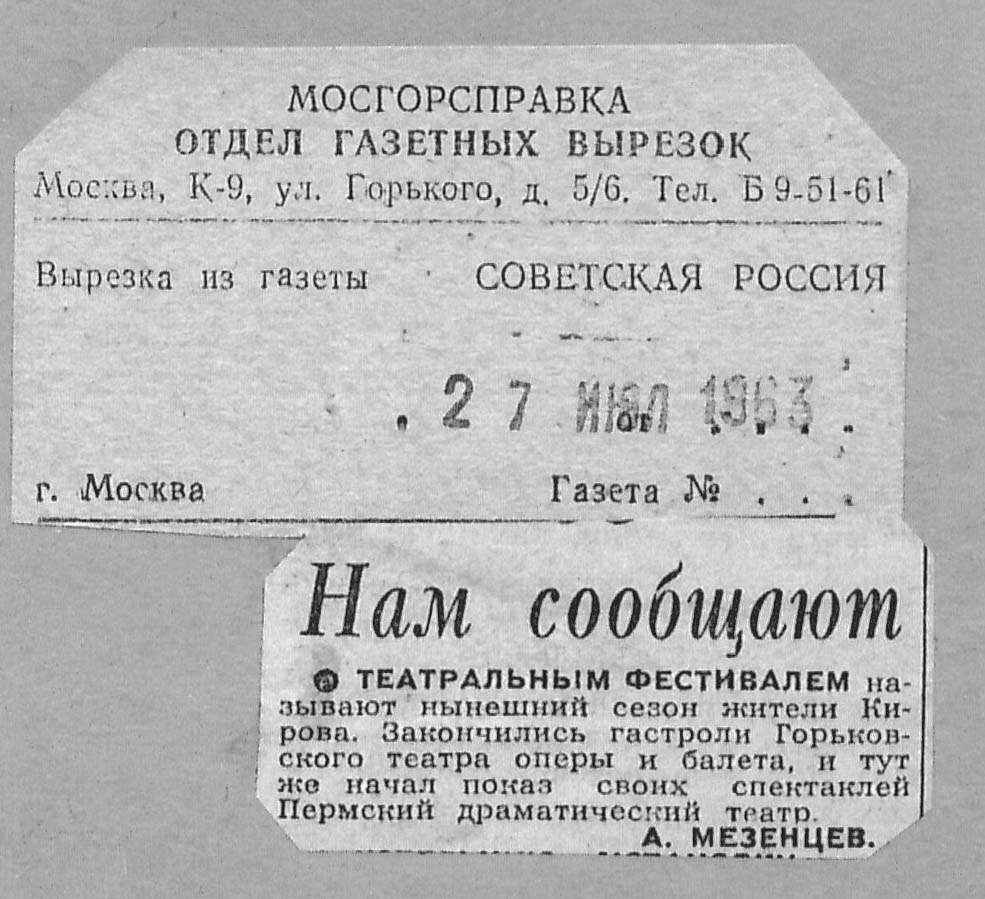 МОСГОРСПРАВКА
ОТДЕЛ ГАЗЕТНЫХ ВЫРЕЗОК
Москва, К-9, ул. Горького, д. 5/6. Тел. Б 9-51-61
Вырезка из газеты СОВЕТСКАЯ РОССИЯ
. 27 ИЮЛ 1963
от . . . .
г. Москва Газета № . . .
Нам сообщают
ТЕАТРАЛЬНЫМ ФЕСТИВАЛЕМ на-
зывают нынешний сезон жители Ки-
рова. Закончились гастроли Горьков-
ского театра оперы и балета, и тут
же начал показ своих спектаклей
Пермский драматический театр.
А. МЕЗЕНЦЕВ.